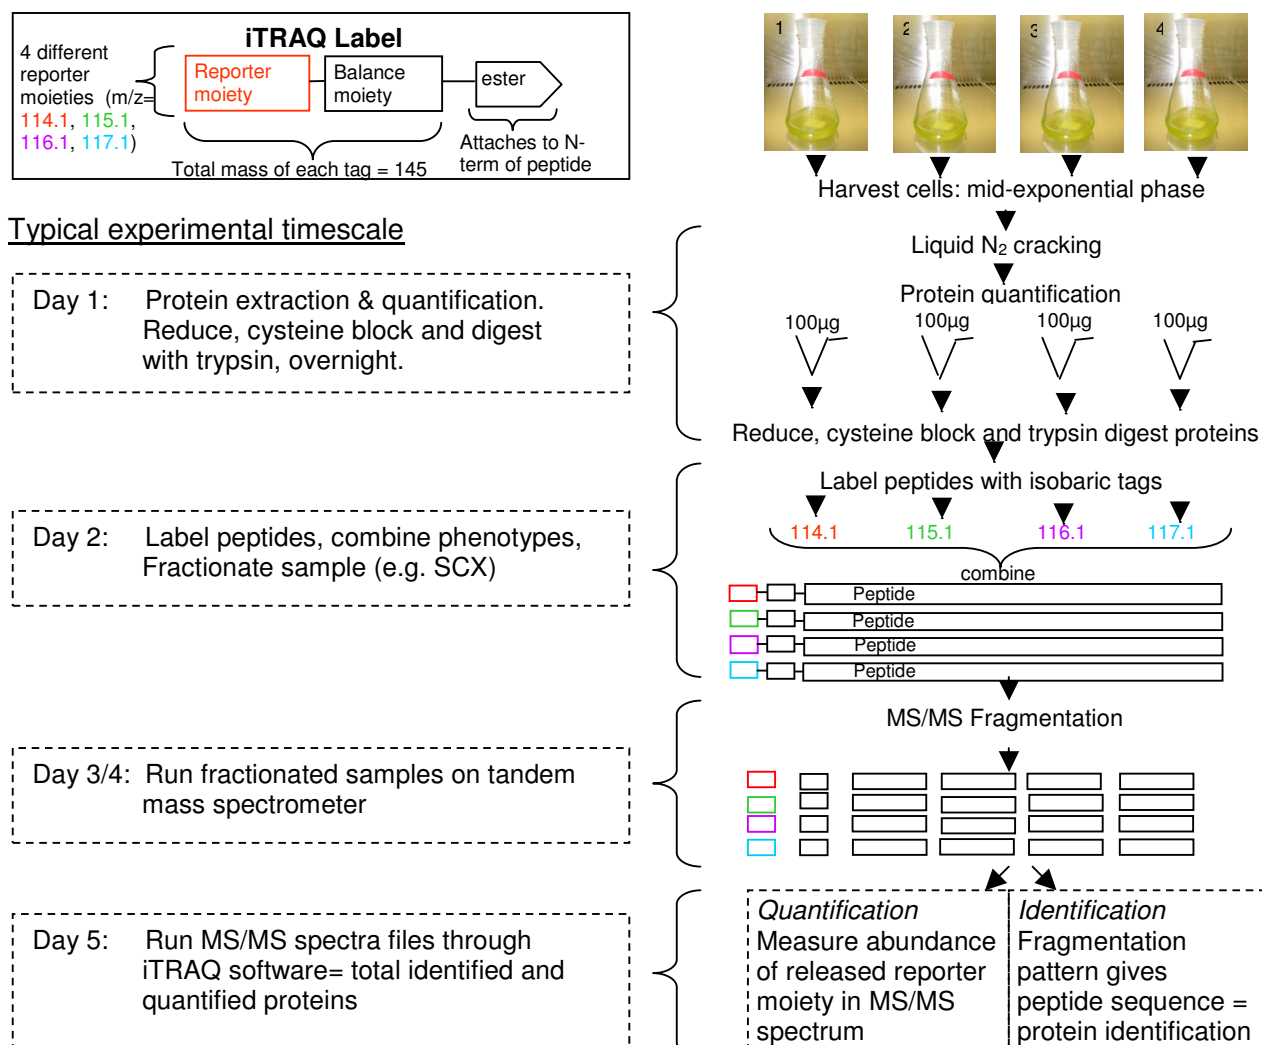 iTRAQ Label
4 different
reporter
moieties (m/z=
114.1, 115.1,
116.1, 117.1)
Reporter
moiety
Balance
moiety
ester
Total mass of each tag = 145
Attaches to N-
term of peptide
1
2
3
4
Harvest cells: mid-exponential phase
Typical experimental timescale
Liquid N₂ cracking
Protein quantification
100µg
100µg
100µg
100µg
Day 1: Protein extraction & quantification.
Reduce, cysteine block and digest
with trypsin, overnight.
Reduce, cysteine block and trypsin digest proteins
Label peptides with isobaric tags
114.1
115.1
116.1
117.1
combine
Day 2: Label peptides, combine phenotypes,
Fractionate sample (e.g. SCX)
Peptide
Peptide
Peptide
Peptide
MS/MS Fragmentation
Day 3/4: Run fractionated samples on tandem
mass spectrometer
Day 5: Run MS/MS spectra files through
iTRAQ software= total identified and
quantified proteins
Quantification
Measure abundance
of released reporter
moiety in MS/MS
spectrum
Identification
Fragmentation
pattern gives
peptide sequence =
protein identification